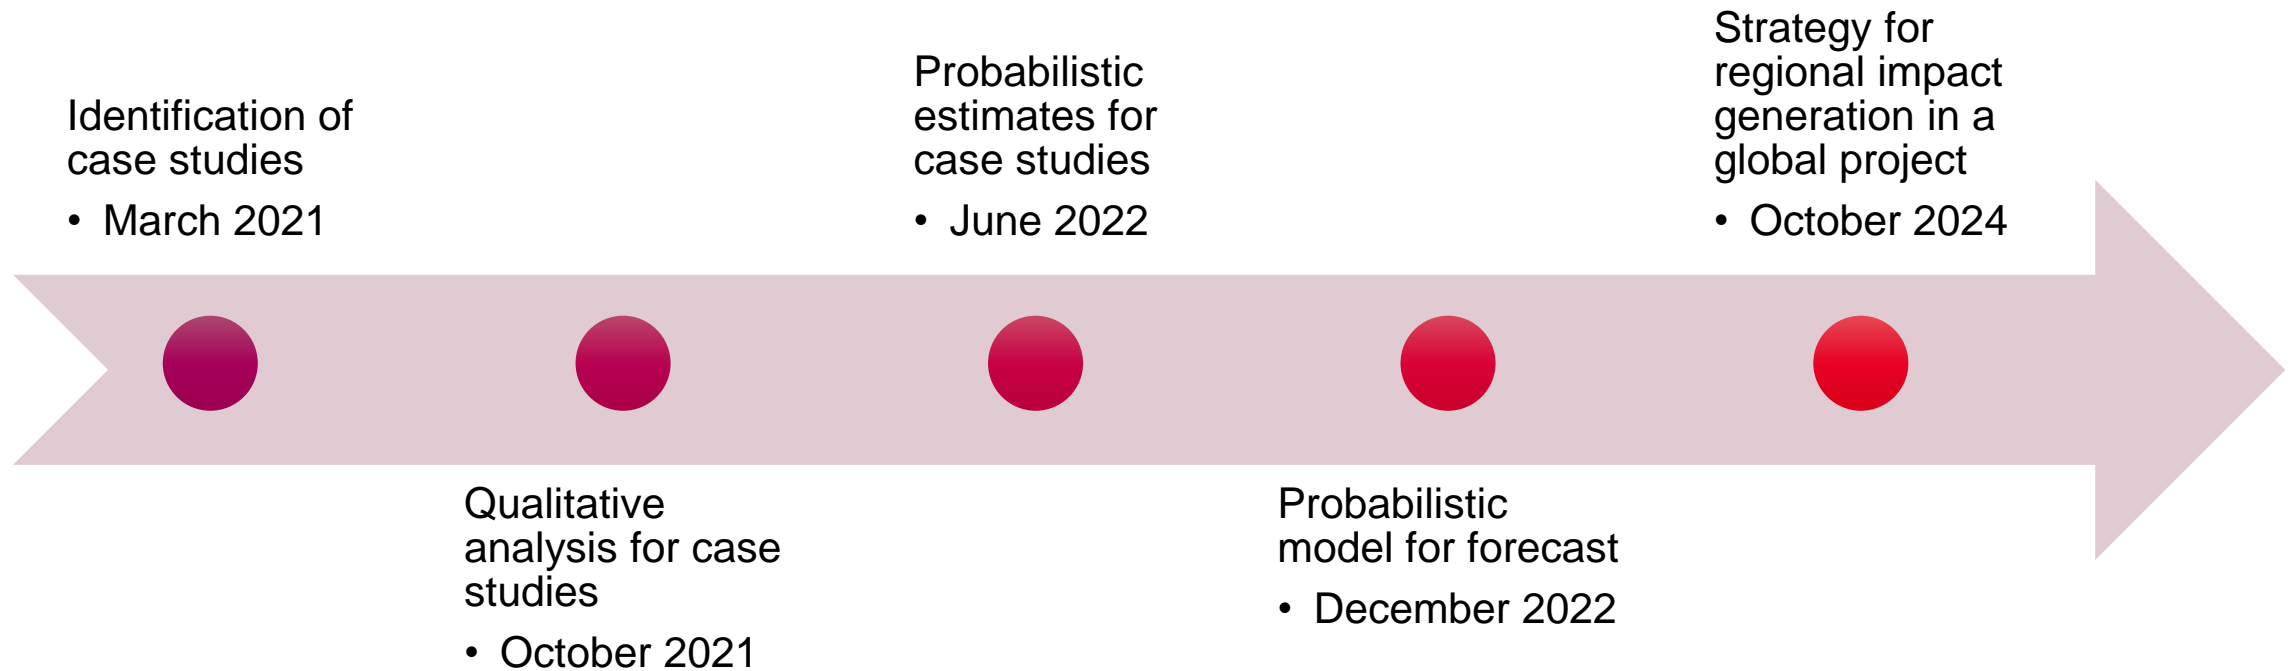 Identification of
case studies
• March 2021
Qualitative
analysis for case
studies
• October 2021
Probabilistic
estimates for
case studies
• June 2022
Probabilistic
model for forecast
• December 2022
Strategy for
regional impact
generation in a
global project
• October 2024